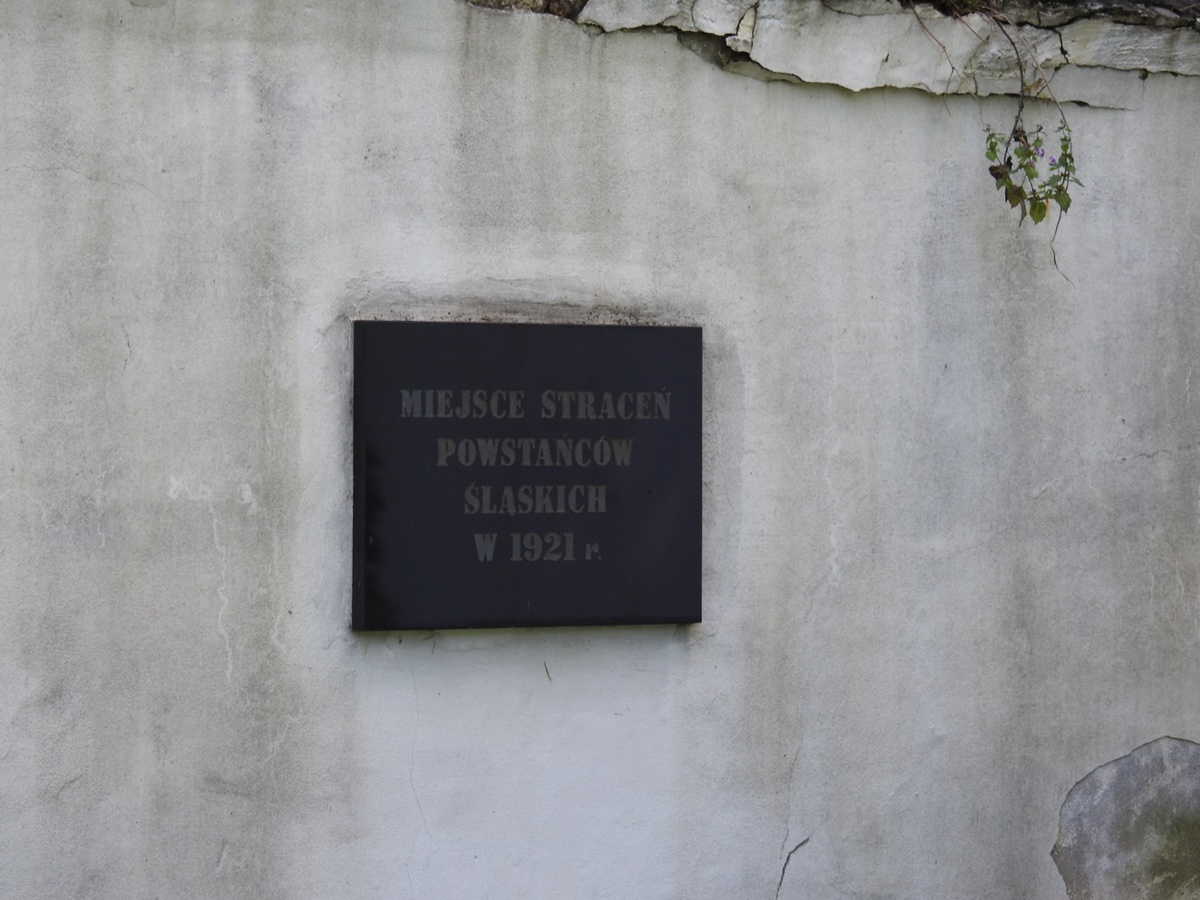 MIEJSCE STRACEŃ
POWSTAŃCÓW
ŚLĄSKICH
W 1921 r.